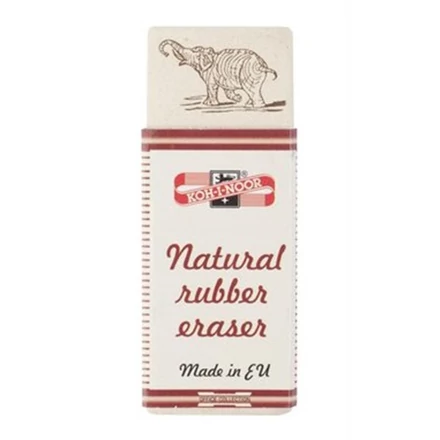 KOH-I-NOOR®
Natural
rubber
eraser
Made in EU